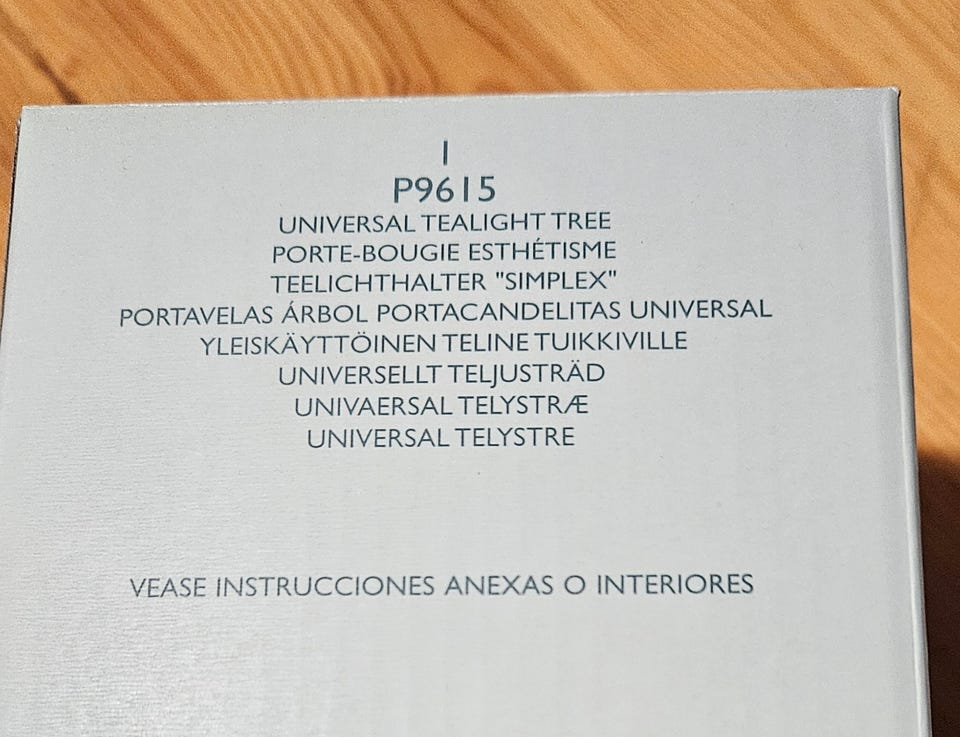 1
P9615
UNIVERSAL TEALIGHT TREE
PORTE-BOUGIE ESTHÉTISME
TEELICHTHALTER "SIMPLEX"
PORTAVELAS ÁRBOL PORTACANDELITAS UNIVERSAL
YLEISKÄYTTÖINEN TELINE TUIKKIVILLE
UNIVERSELLT TELJUSTRÄD
UNIVAERSAL TELYSTRÆ
UNIVERSAL TELYSTRE
VEASE INSTRUCCIONES ANEXAS O INTERIORES